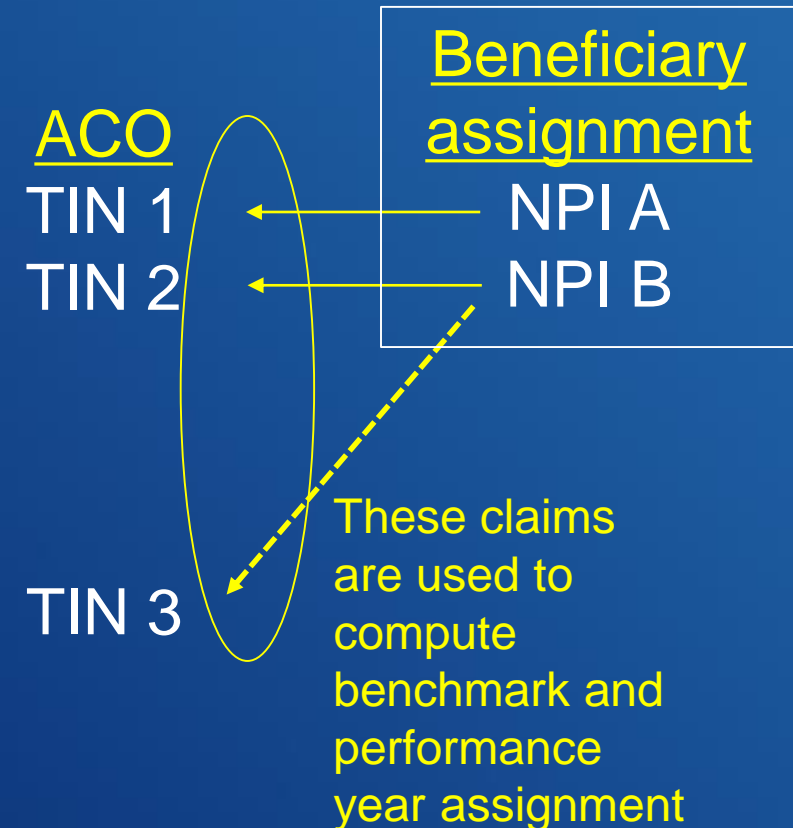 ACO
TIN 1
TIN 2
TIN 3
Beneficiary
assignment
NPI A
NPI B
These claims
are used to
compute
benchmark and
performance
year assignment